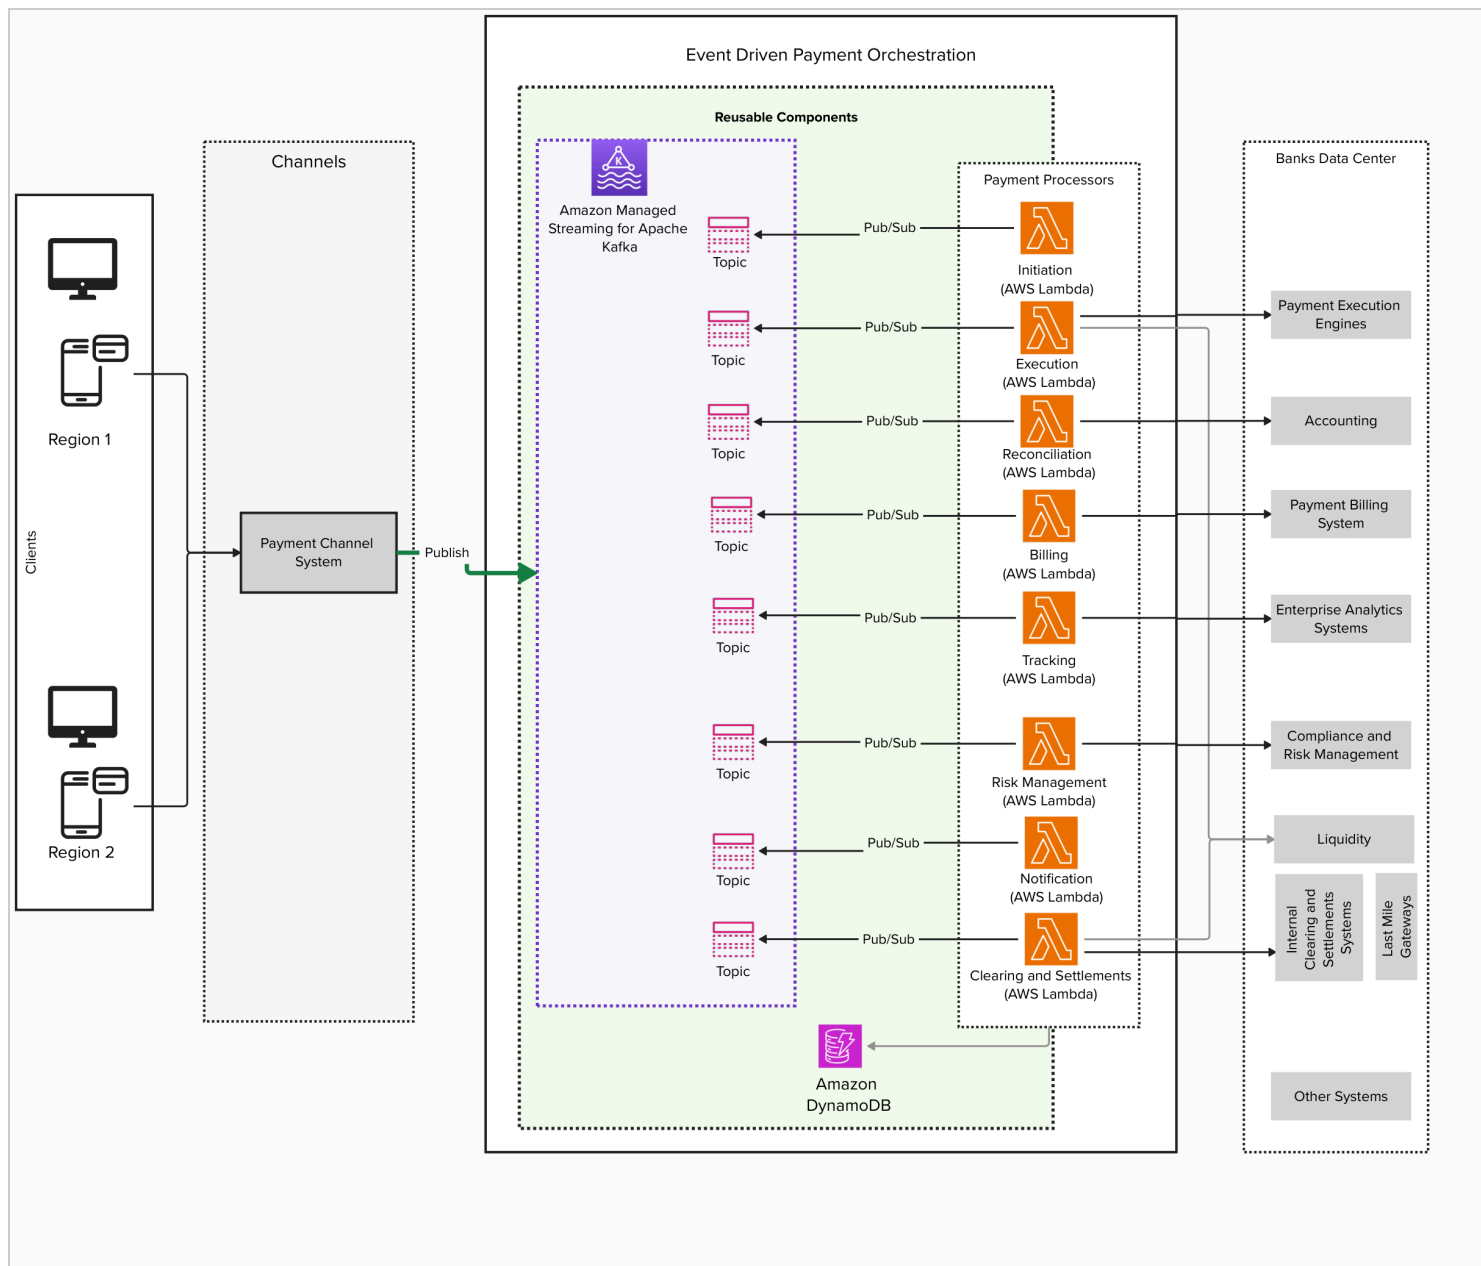 Event Driven Payment Orchestration
Reusable Components
Channels
Banks Data Center
Payment Processors
Amazon Managed
Streaming for Apache
Kafka
K
Topic
Pub/Sub
Initiation
(AWS Lambda)
Topic
Pub/Sub
Execution
(AWS Lambda)
Payment Execution
Engines
Region 1
Topic
Pub/Sub
Reconciliation
(AWS Lambda)
Accounting
Clients
Payment Channel
System
Publish
Topic
Pub/Sub
Billing
(AWS Lambda)
Payment Billing
System
Topic
Pub/Sub
Tracking
(AWS Lambda)
Enterprise Analytics
Systems
Topic
Pub/Sub
Risk Management
(AWS Lambda)
Compliance and
Risk Management
Region 2
Topic
Pub/Sub
Notification
(AWS Lambda)
Liquidity
Topic
Pub/Sub
Clearing and Settlements
(AWS Lambda)
Internal
Clearing and
Settlements
Systems
Last Mile
Gateways
Amazon
DynamoDB
Other Systems